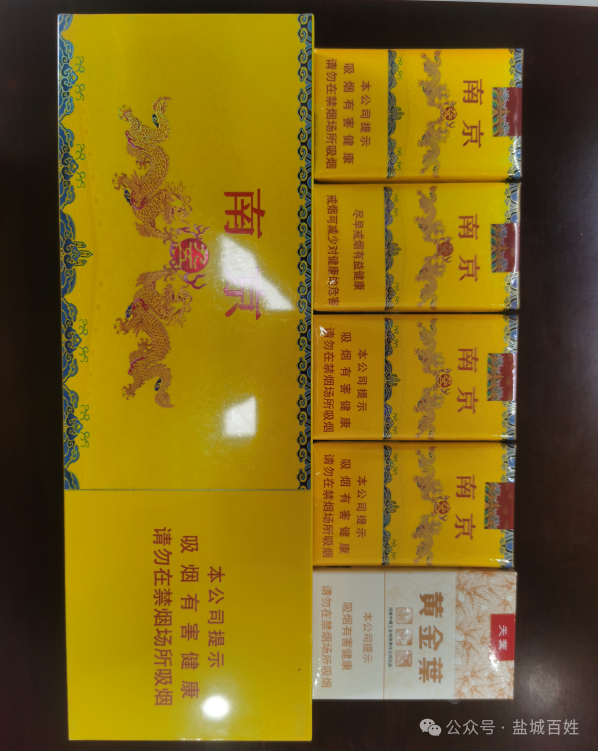 南京
本公司提示
吸烟有害健康
请勿在禁烟场所吸烟
南京
本公司提示
吸烟有害健康
请勿在禁烟场所吸烟
南京
尽早戒烟有益健康
戒烟可减少对健康的危害
南京
本公司提示
吸烟有害健康
请勿在禁烟场所吸烟
南京
本公司提示
吸烟有害健康
请勿在禁烟场所吸烟
天叶
黄金葉
本公司提示
吸烟有害健康
请勿在禁烟场所吸烟
公众号·盐城百姓